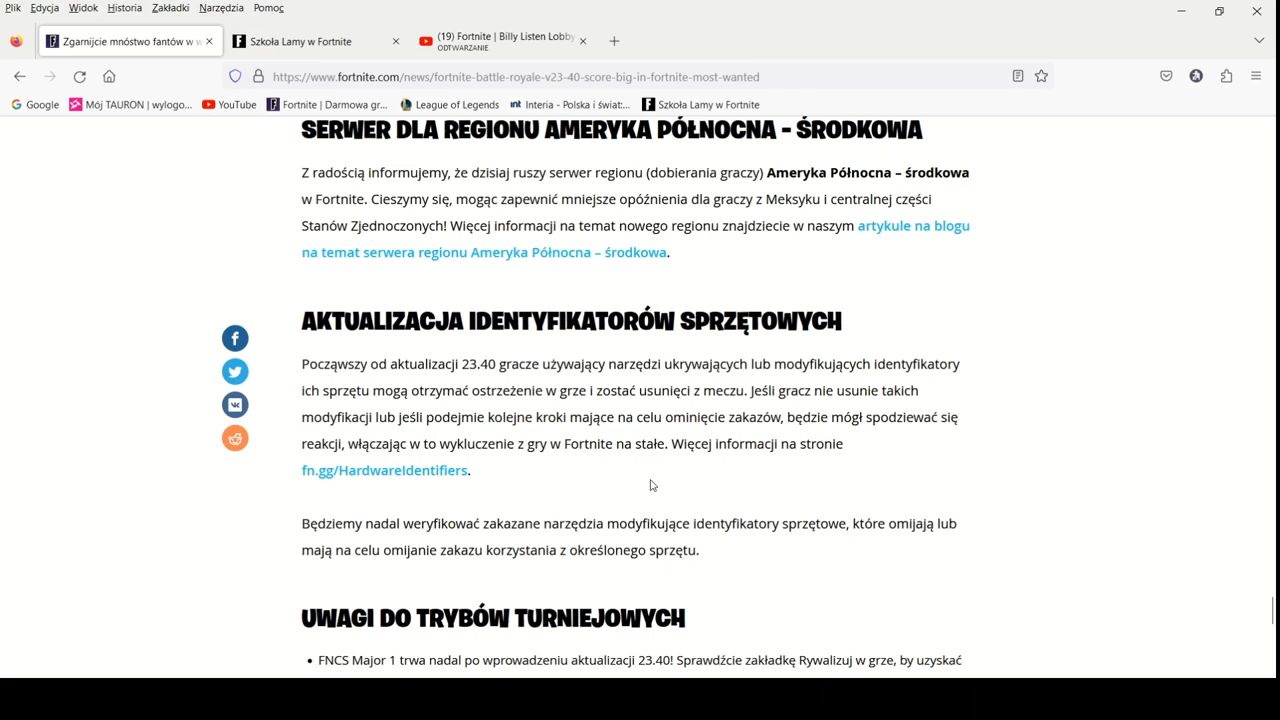 Plik Edycja Widok Historia Zakładki Narzędzia Pomoc
Zgarnijcie mnóstwo fantów w w
Szkoła Lamy w Fortnite
(19) Fortnite | Billy Listen Lobby
ODTWARZANIE
https://www.fortnite.com/news/fortnite-battle-royale-v23-40-score-big-in-fortnite-most-wanted
Google Mój TAURON | wylogo... YouTube Fortnite | Darmowa gr... League of Legends int Interia - Polska i świat:... Szkoła Lamy w Fortnite
SERWER DLA REGIONU AMERYKA PÓŁNOCNA - ŚRODKOWA
Z radością informujemy, że dzisiaj ruszy serwer regionu (dobierania graczy) Ameryka Północna – środkowa
w Fortnite. Cieszymy się, mogąc zapewnić mniejsze opóźnienia dla graczy z Meksyku i centralnej części
Stanów Zjednoczonych! Więcej informacji na temat nowego regionu znajdziecie w naszym artykule na blogu
na temat serwera regionu Ameryka Północna – środkowa.
AKTUALIZACJA IDENTYFIKATORÓW SPRZĘTOWYCH
Począwszy od aktualizacji 23.40 gracze używający narzędzi ukrywających lub modyfikujących identyfikatory
ich sprzętu mogą otrzymać ostrzeżenie w grze i zostać usunięci z meczu. Jeśli gracz nie usunie takich
modyfikacji lub jeśli podejmie kolejne kroki mające na celu ominięcie zakazów, będzie mógł spodziewać się
reakcji, włączając w to wykluczenie z gry w Fortnite na stałe. Więcej informacji na stronie
fn.gg/HardwareIdentifiers.
Będziemy nadal weryfikować zakazane narzędzia modyfikujące identyfikatory sprzętowe, które omijają lub
mają na celu omijanie zakazu korzystania z określonego sprzętu.
UWAGI DO TRYBÓW TURNIEJOWYCH
• FNCS Major 1 trwa nadal po wprowadzeniu aktualizacji 23.40! Sprawdźcie zakładkę Rywalizuj w grze, by uzyskać